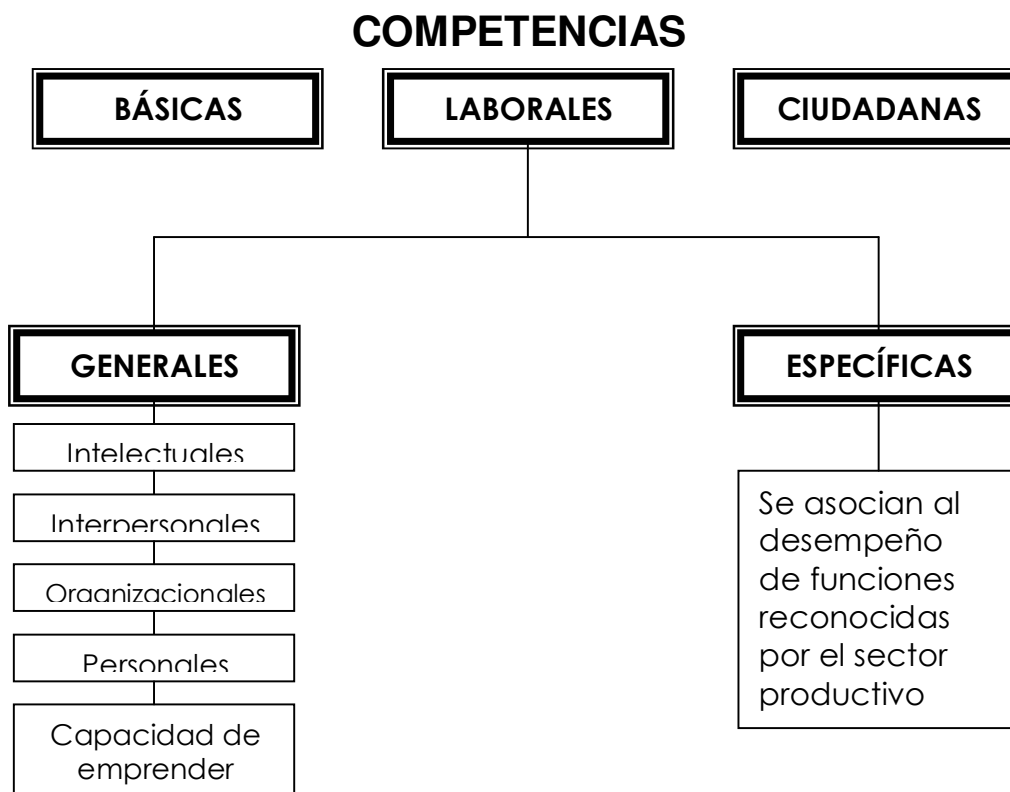 COMPETENCIAS
BÁSICAS
LABORALES
CIUDADANAS
GENERALES
ESPECÍFICAS
Intelectuales
Interpersonales
Organizacionales
Personales
Capacidad de
emprender
Se asocian al
desempeño
de funciones
reconocidas
por el sector
productivo